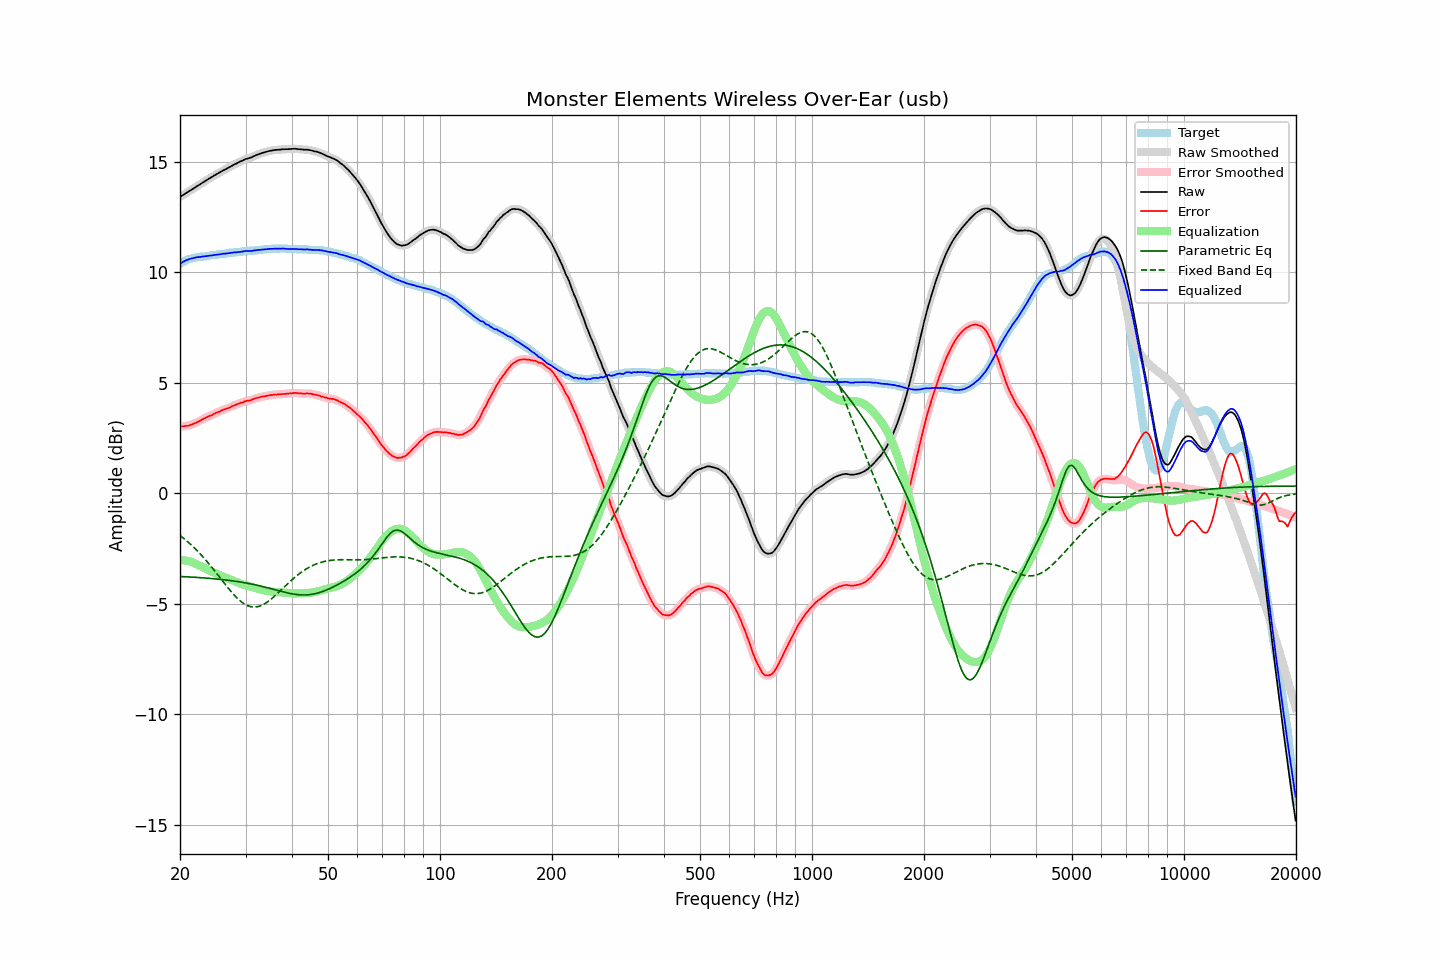 Monster Elements Wireless Over-Ear (usb)
Target
Raw Smoothed
Error Smoothed
Raw
Error
Equalization
Parametric Eq
Fixed Band Eq
Equalized
Amplitude (dBr)
15
10
5
0
−5
−10
−15
20 50 100 200 500 1000 2000 5000 10000 20000
Frequency (Hz)